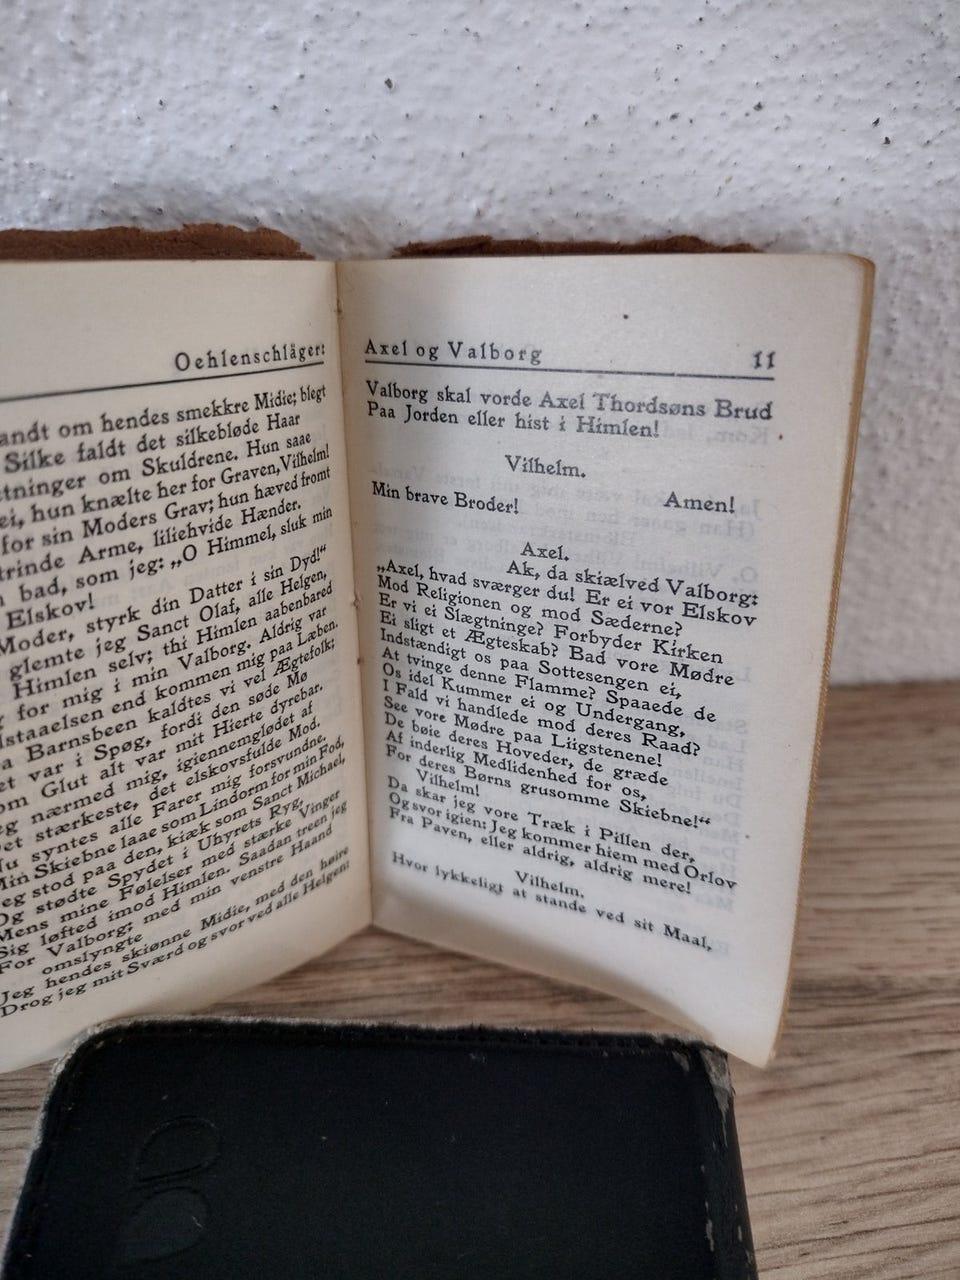 Oehlenschläger:
andt om hendes smekkre Midie; blegt
Silke faldt det silkebløde Haar
tninger om Skuldrene. Hun saae
ei, hun knælte her for Graven, Vilhelm!
for sin Moders Grav; hun hæved fromt
trinde Arme, liliehvide Hænder.
bad, som jeg: „O Himmel, sluk min
Elskov!
Moder, styrk din Datter i sin Dyd!“
glemte jeg Sanct Olaf, alle Helgen,
Himlen selv; thi Himlen aabenbared
for mig i min Valborg. Aldrig var
lstaaelsen end kommen mig paa Læben.
a Barnsbeen kaldtes vi vel Ægtefolk;
et var i Spøg, fordi den søde Mø
om Glut alt var mit Hierte dyrebar.
eg nærmed mig, igiennemglødet af
et stærkeste, det elskovsfulde Mod.
Nu syntes alle Farer mig forsvundne.
Min Skiebne laae som Lindorm for min Fod,
Jeg stod paa den, kiæk som Sanct Michael,
Og stødte Spydet i Uhyrets Ryg,
Mens mine Følelser med stærke Vinger
Sig løfted imod Himlen. Saadan treen jeg
For Valborg; med min venstre Haand
omslyngte
Jeg hendes skiønne Midie, med den høire
Drog jeg mit Sværd og svor ved alle Helgen:
Axel og Valborg 11
Valborg skal vorde Axel Thordsøns Brud
Paa Jorden eller hist i Himlen!
Vilhelm.
Amen!
Min brave Broder!
Axel.
Ak, da skiælved Valborg:
„Axel, hvad sværger du! Er ei vor Elskov
Mod Religionen og mod Sæderne?
Er vi ei Slægtninge? Forbyder Kirken
Ei sligt et Ægteskab? Bad vore Mødre
Indstændigt os paa Sottesengen ei,
At tvinge denne Flamme? Spaaede de
Os idel Kummer ei og Undergang,
I Fald vi handlede mod deres Raad?
See vore Mødre paa Liigstenene!
De bøie deres Hoveder, de græde
Af inderlig Medlidenhed for os,
For deres Børns grusomme Skiebne!“
Vilhelm!
Da skar jeg vore Træk i Pillen der,
Og svor igien: Jeg kommer hiem med Orlov
Fra Paven, eller aldrig, aldrig mere!
Vilhelm.
Hvor lykkeligt at stande ved sit Maal,